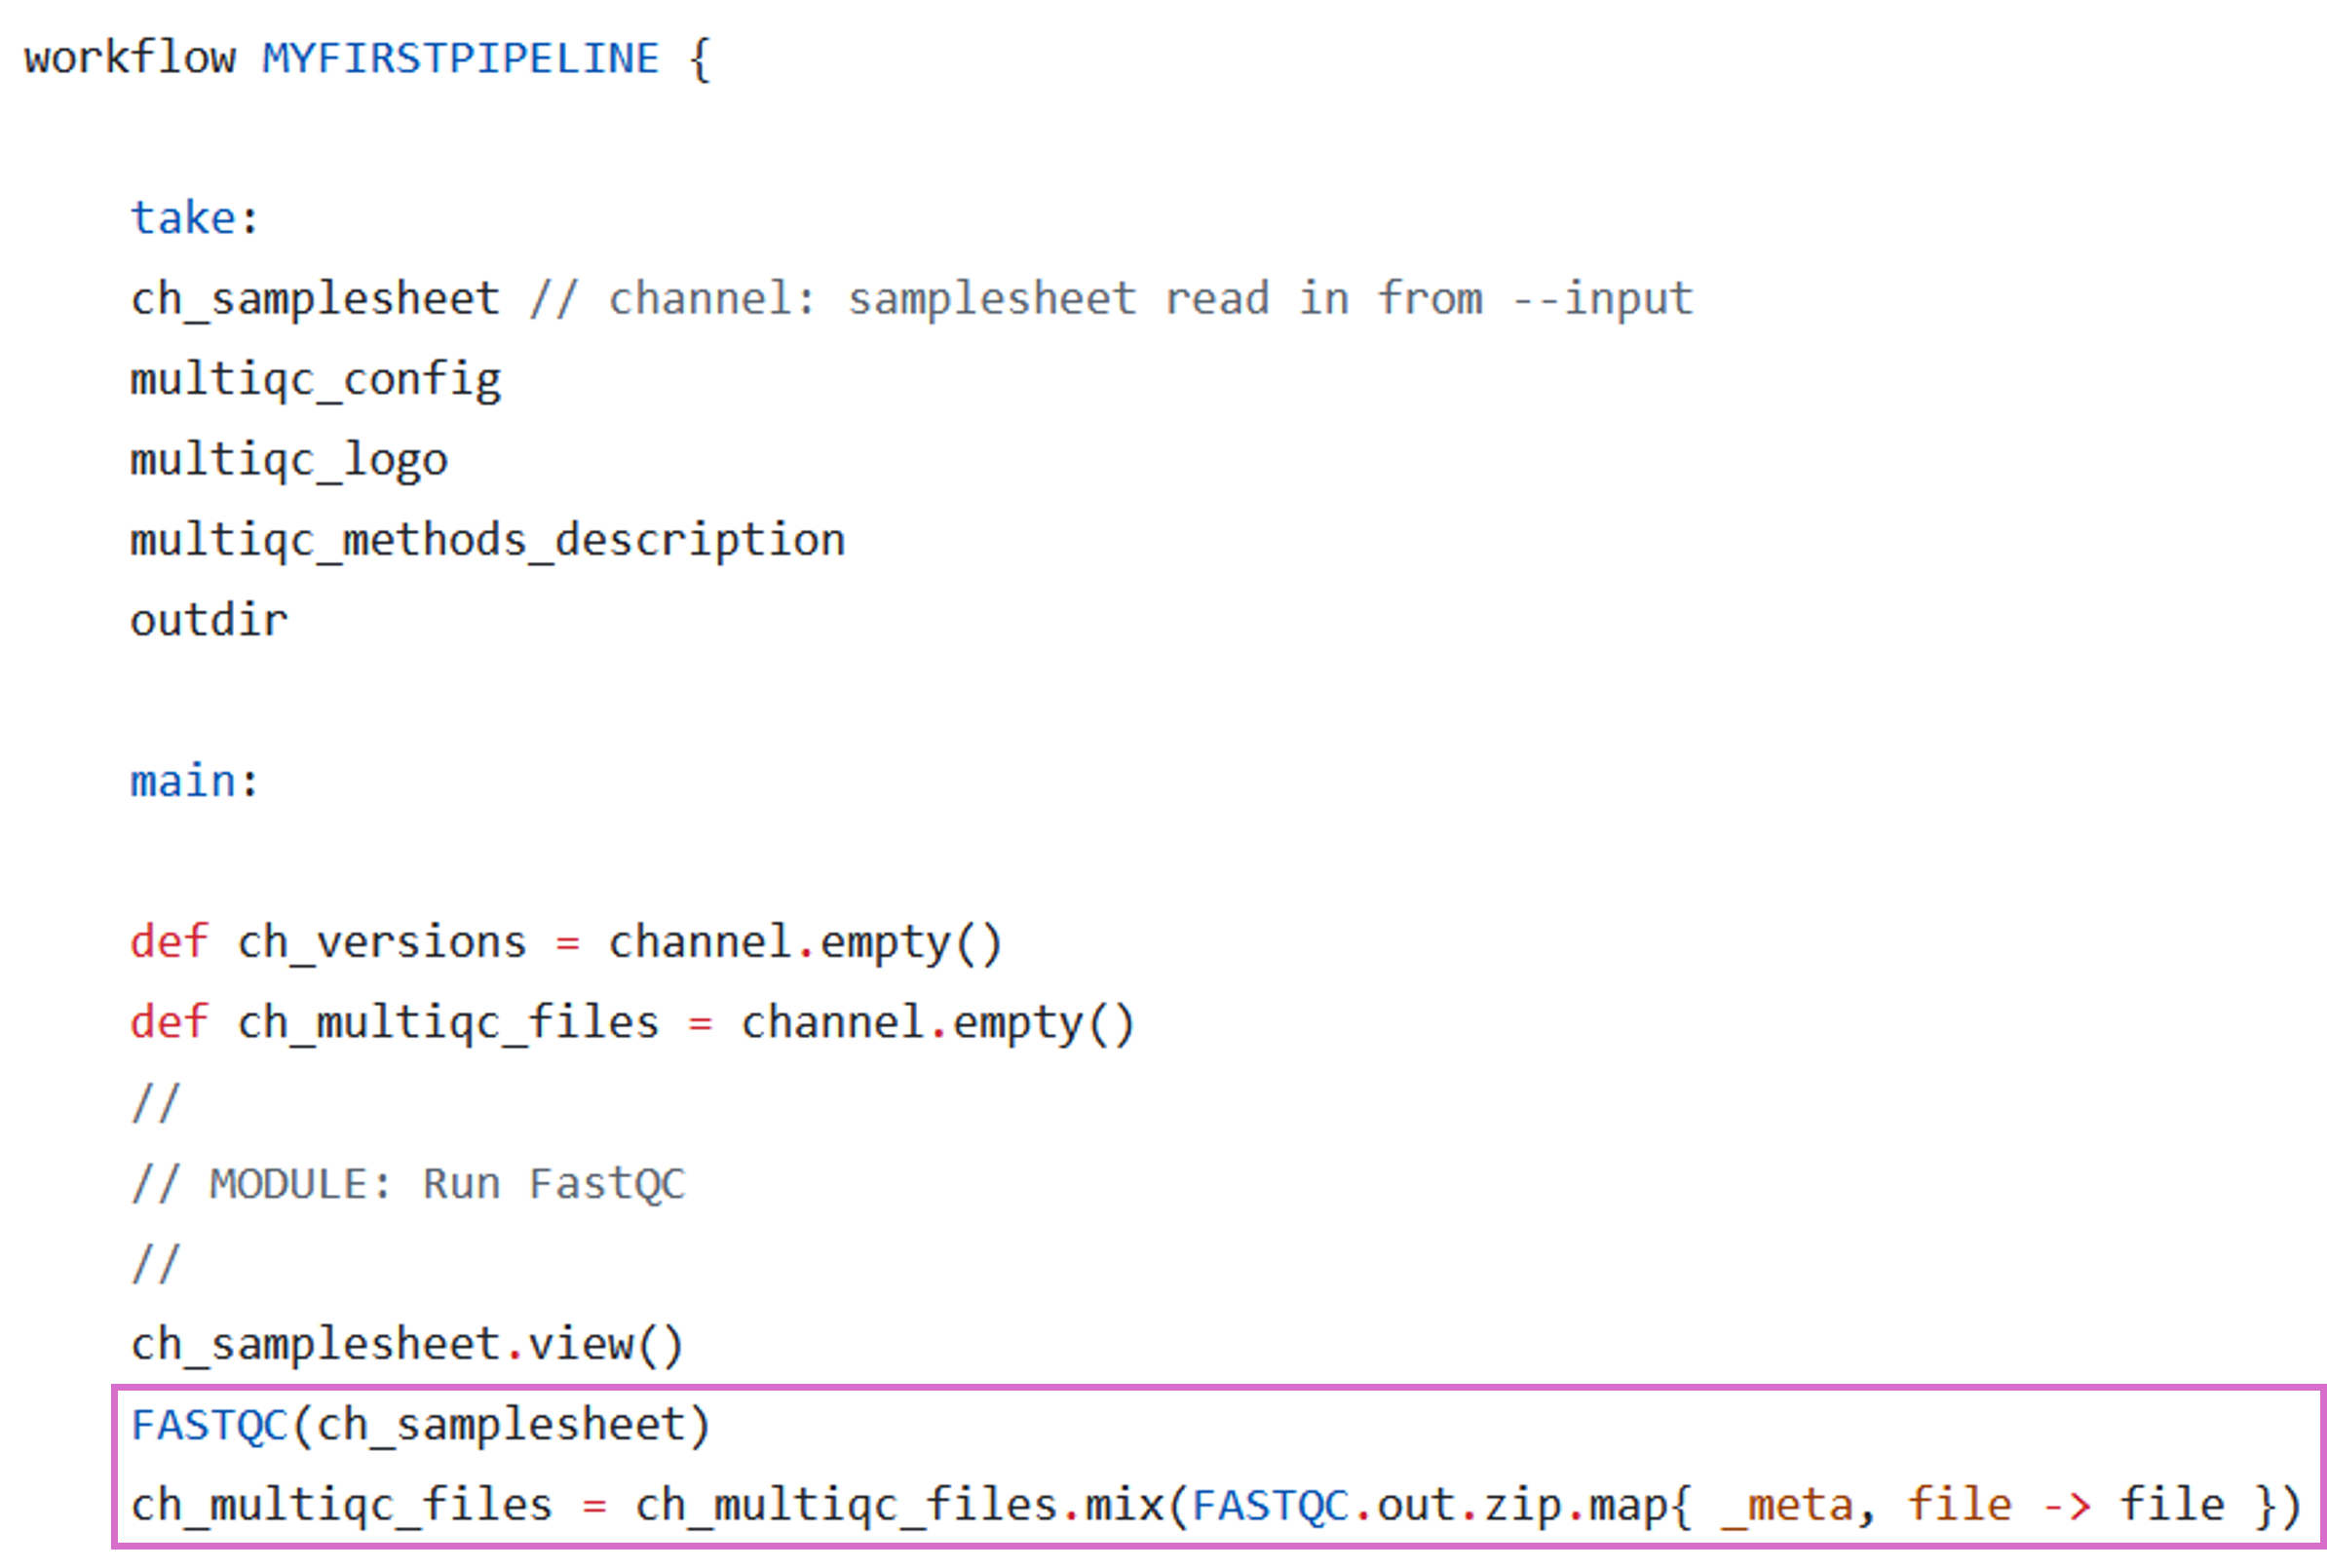 workflow MYFIRSTPIPELINE {
take:
ch_samplesheet // channel: samplesheet read in from --input
multiqc_config
multiqc_logo
multiqc_methods_description
outdir
main:
def ch_versions = channel.empty()
def ch_multiqc_files = channel.empty()
//
// MODULE: Run FastQC
//
ch_samplesheet.view()
FASTQC(ch_samplesheet)
ch_multiqc_files = ch_multiqc_files.mix(FASTQC.out.zip.map{ _meta, file -> file })